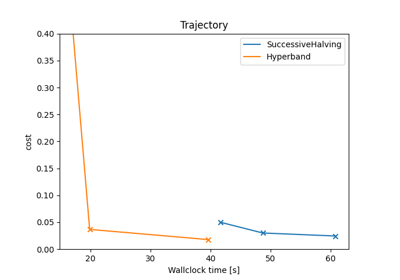 Trajectory
SuccessiveHalving
Hyperband
cost
0.40
0.35
0.30
0.25
0.20
0.15
0.10
0.05
0.00
20 30 40 50 60
Wallclock time [s]